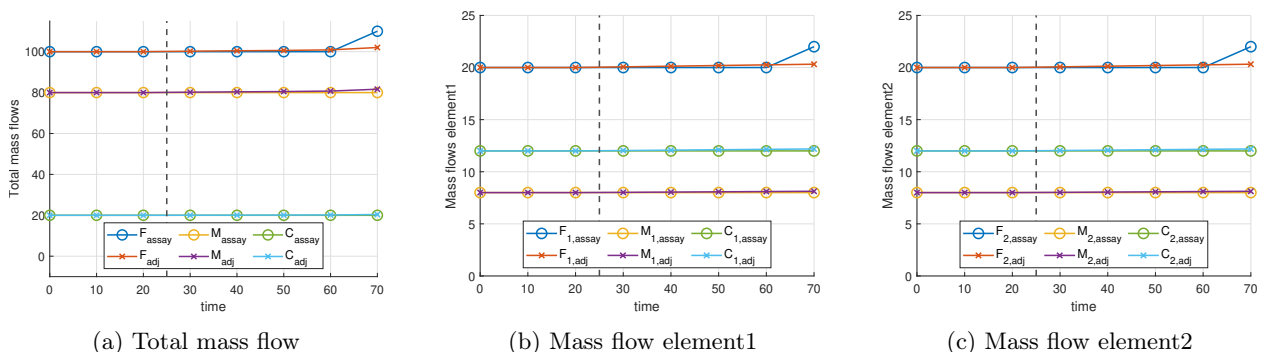 100
80
60
40
20
0
Total mass flows
F_assay M_assay C_assay
F_adj M_adj C_adj
0 10 20 30 40 50 60 70
time
(a) Total mass flow
25
20
15
10
5
0
Mass flows element1
F_1,assay M_1,assay C_1,assay
F_1,adj M_1,adj C_1,adj
0 10 20 30 40 50 60 70
time
(b) Mass flow element1
25
20
15
10
5
0
Mass flows element2
F_2,assay M_2,assay C_2,assay
F_2,adj M_2,adj C_2,adj
0 10 20 30 40 50 60 70
time
(c) Mass flow element2